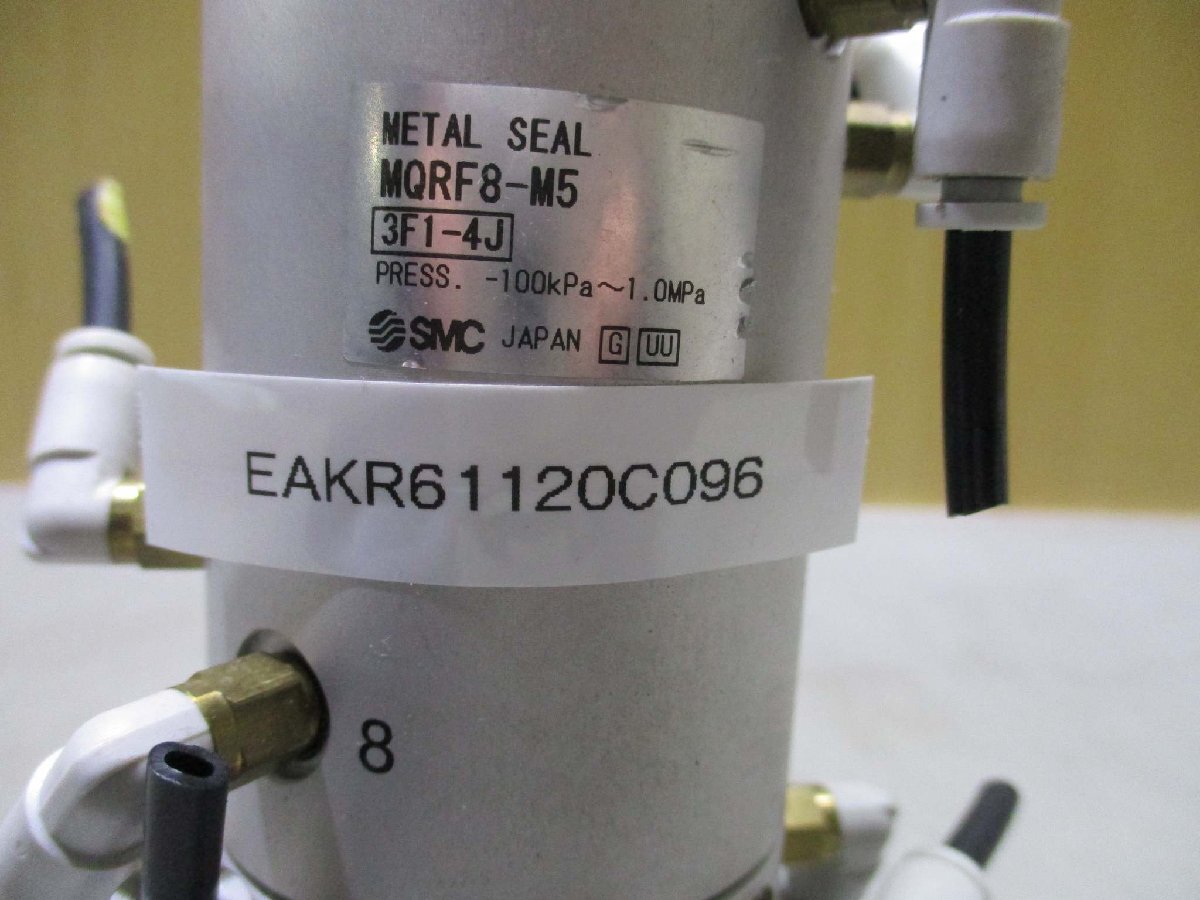 METAL SEAL
MQRF8-M5
3F1-4J
PRESS. -100kPa～1.0MPa
SMC JAPAN G UU
EAKR61120C096
8